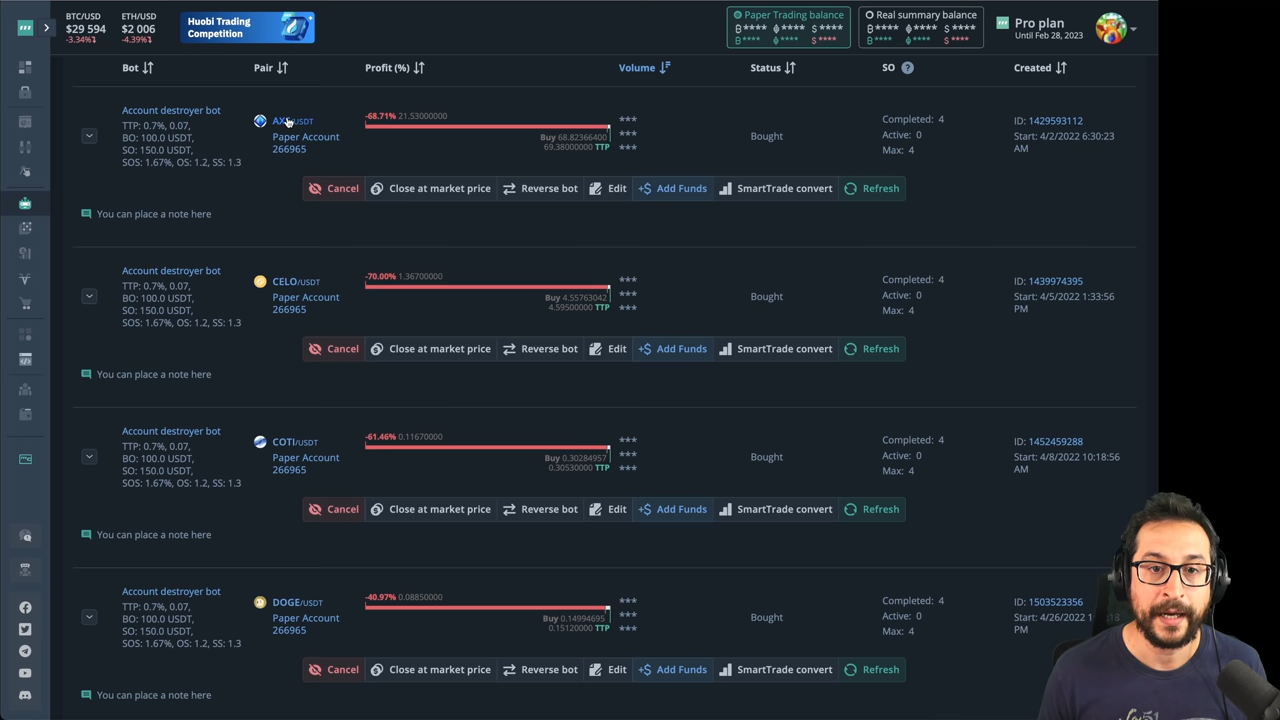 BTC/USD
$29 594
-3.34%
ETH/USD
$2 006
-4.39%
Huobi Trading
Competition
Paper Trading balance
**** **** $ ****
**** **** $ ****
Real summary balance
**** **** $ ****
**** **** $ ****
Pro plan
Until Feb 28, 2023
Bot
Pair
Profit (%)
Volume
Status
SO ?
Created
Account destroyer bot
TTP: 0.7%, 0.07,
BO: 100.0 USDT,
SO: 150.0 USDT,
SOS: 1.67%, OS: 1.2, SS: 1.3
AXS/USDT
Paper Account
266965
-68.71% 21.53000000
Buy 68.82366400
69.38000000 TTP
***
***
***
Bought
Completed: 4
Active: 0
Max: 4
ID: 1429593112
Start: 4/2/2022 6:30:23
AM
Cancel
Close at market price
Reverse bot
Edit
+$ Add Funds
SmartTrade convert
Refresh
You can place a note here
Account destroyer bot
TTP: 0.7%, 0.07,
BO: 100.0 USDT,
SO: 150.0 USDT,
SOS: 1.67%, OS: 1.2, SS: 1.3
CELO/USDT
Paper Account
266965
-70.00% 1.36700000
Buy 4.55763042
4.59500000 TTP
***
***
***
Bought
Completed: 4
Active: 0
Max: 4
ID: 1439974395
Start: 4/5/2022 1:33:56
PM
Cancel
Close at market price
Reverse bot
Edit
+$ Add Funds
SmartTrade convert
Refresh
You can place a note here
Account destroyer bot
TTP: 0.7%, 0.07,
BO: 100.0 USDT,
SO: 150.0 USDT,
SOS: 1.67%, OS: 1.2, SS: 1.3
COTI/USDT
Paper Account
266965
-61.46% 0.11670000
Buy 0.30284957
0.30530000 TTP
***
***
***
Bought
Completed: 4
Active: 0
Max: 4
ID: 1452459288
Start: 4/8/2022 10:18:56
AM
Cancel
Close at market price
Reverse bot
Edit
+$ Add Funds
SmartTrade convert
Refresh
You can place a note here
Account destroyer bot
TTP: 0.7%, 0.07,
BO: 100.0 USDT,
SO: 150.0 USDT,
SOS: 1.67%, OS: 1.2, SS: 1.3
DOGE/USDT
Paper Account
266965
-40.97% 0.08850000
Buy 0.14994695
0.15120000 TTP
***
***
***
Bought
Completed: 4
Active: 0
Max: 4
ID: 1503523356
Start: 4/26/2022
PM
Cancel
Close at market price
Reverse bot
Edit
+$ Add Funds
SmartTrade convert
Refresh
You can place a note here